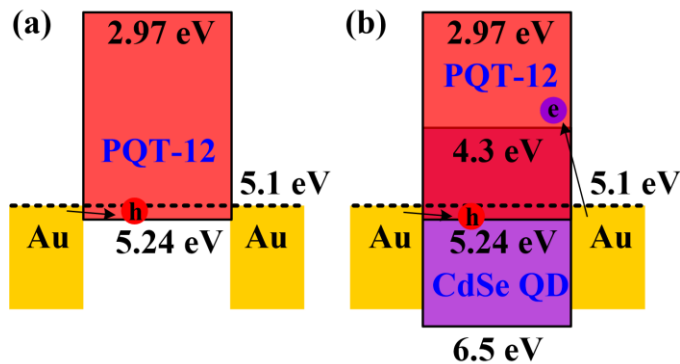 (a)
2.97 eV
PQT-12
h
5.1 eV
Au
Au
5.24 eV
(b)
2.97 eV
PQT-12
e
4.3 eV
5.1 eV
h
Au
5.24 eV
Au
CdSe QD
6.5 eV